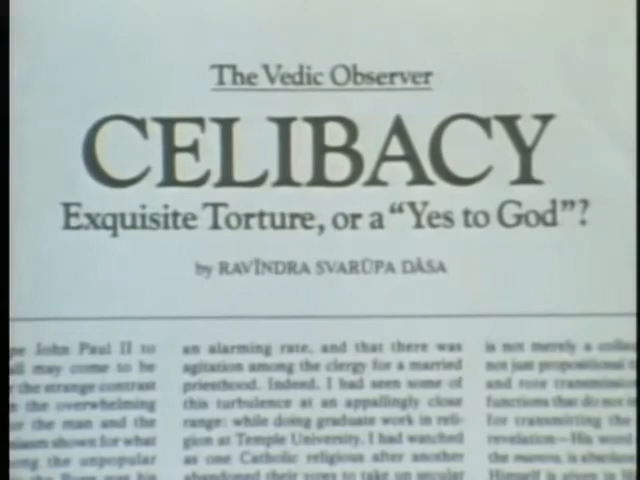 The Vedic Observer
CELIBACY
Exquisite Torture, or a “Yes to God”?
by RAVĪNDRA SVARŪPA DĀSA
John Paul II to
may come to be
the strange contrast
the overwhelming
the man and the
shown for what
the unpopular
an alarming rate, and that there was
agitation among the clergy for a married
priesthood. Indeed, I had seen some of
this turbulence at an appallingly close
range: while doing graduate work in reli-
gion at Temple University, I had watched
as one Catholic religious after another
abandoned their vows to take up secular
is not merely a
not just propositional
and rote
functions that do not
for transmitting the
revelation—His word
the is
Himself is given in